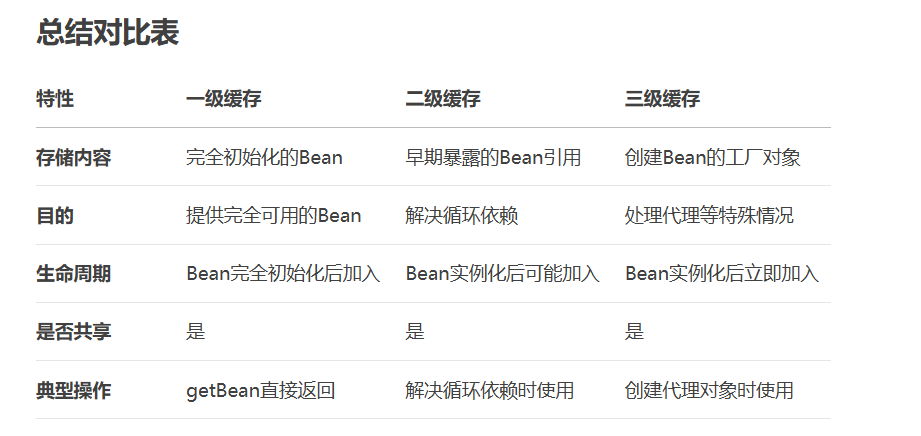 总结对比表
特性 一级缓存 二级缓存 三级缓存
存储内容 完全初始化的Bean 早期暴露的Bean引用 创建Bean的工厂对象
目的 提供完全可用的Bean 解决循环依赖 处理代理等特殊情况
生命周期 Bean完全初始化后加入 Bean实例化后可能加入 Bean实例化后立即加入
是否共享 是 是 是
典型操作 getBean直接返回 解决循环依赖时使用 创建代理对象时使用